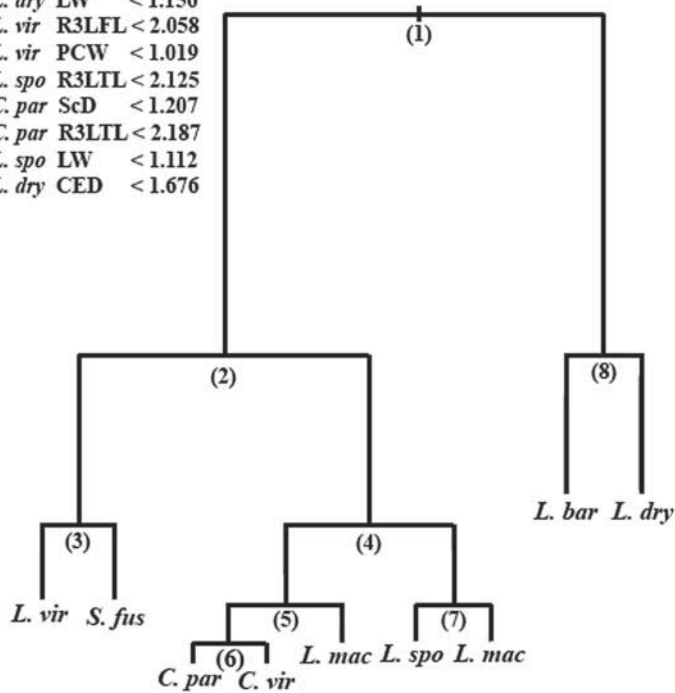 dry LW < 1.156
L. vir R3LFL < 2.058
L. vir PCW < 1.019
L. spo R3LTL < 2.125
C. par ScD < 1.207
C. par R3LTL < 2.187
L. spo LW < 1.112
L. dry CED < 1.676
(1)
(2)
(8)
L. bar L. dry
(3)
(4)
L. vir S. fus
(5)
(7)
(6)
L. mac L. spo L. mac
C. par C. vir